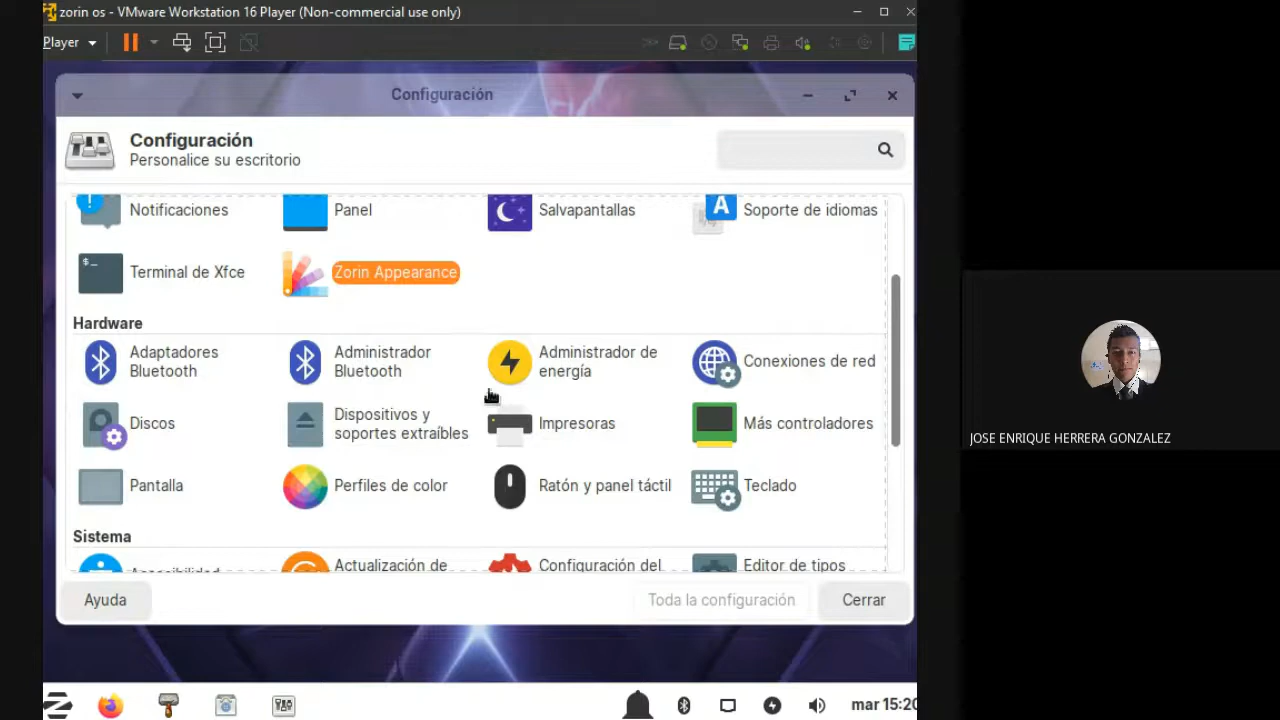 zorin os - VMware Workstation 16 Player (Non-commercial use only)
Player
Configuración
Configuración
Personalice su escritorio
Notificaciones
Panel
Salvapantallas
A
Soporte de idiomas
$_
Terminal de Xfce
Zorin Appearance
Hardware
Adaptadores
Bluetooth
Administrador
Bluetooth
Administrador de
energía
Conexiones de red
Discos
Dispositivos y
soportes extraíbles
Impresoras
Más controladores
Pantalla
Perfiles de color
Ratón y panel táctil
Teclado
Sistema
Accesibilidad
Actualización de
Configuración del
Editor de tipos
Ayuda
Toda la configuración
Cerrar
mar 15:20
JOSE ENRIQUE HERRERA GONZALEZ